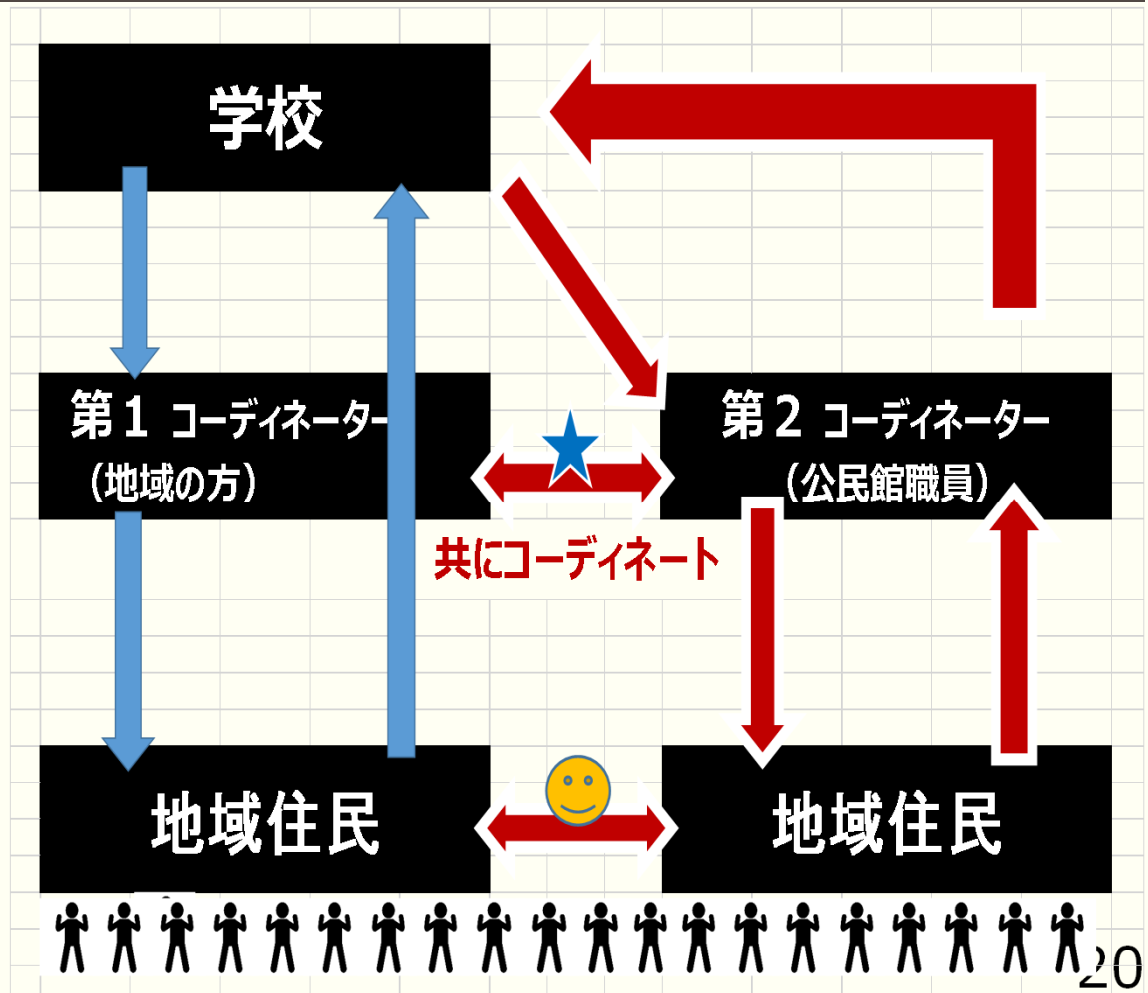 学校
第１ コーディネーター
（地域の方）
第２ コーディネーター
（公民館職員）
共にコーディネート
地域住民
地域住民
20